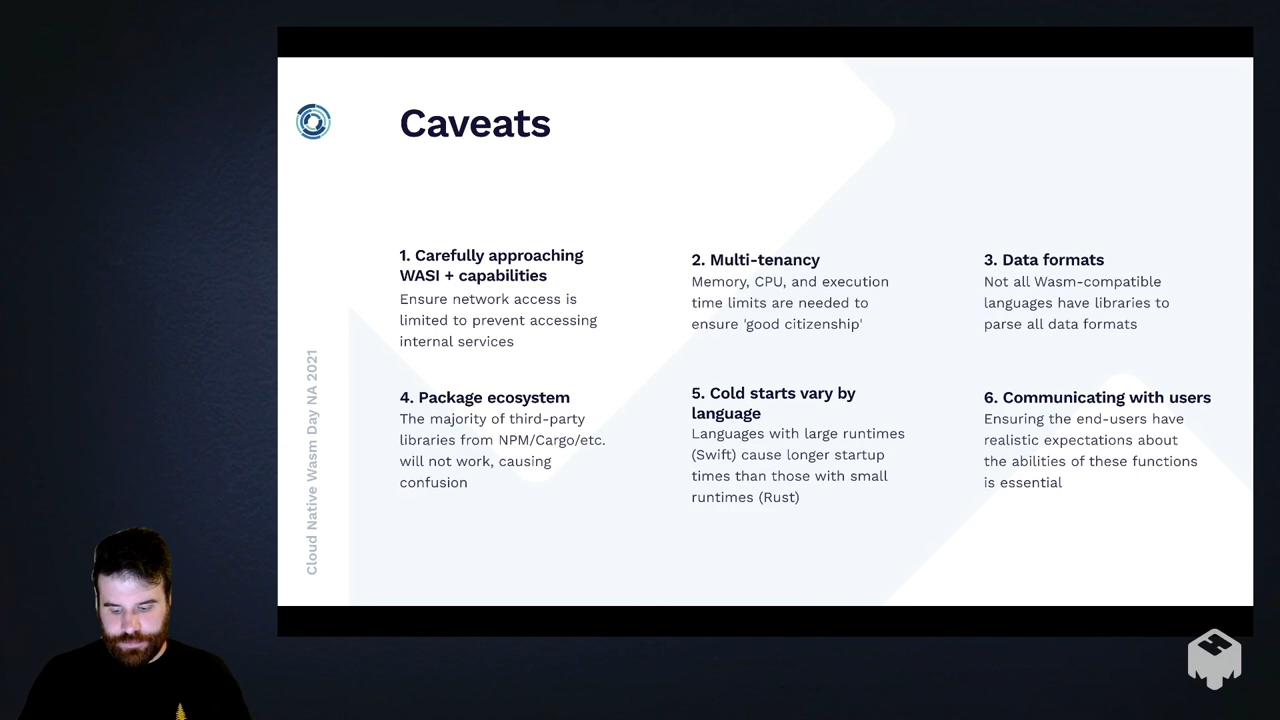 Caveats
1. Carefully approaching
WASI + capabilities
Ensure network access is
limited to prevent accessing
internal services
2. Multi-tenancy
Memory, CPU, and execution
time limits are needed to
ensure 'good citizenship'
3. Data formats
Not all Wasm-compatible
languages have libraries to
parse all data formats
4. Package ecosystem
The majority of third-party
libraries from NPM/Cargo/etc.
will not work, causing
confusion
5. Cold starts vary by
language
Languages with large runtimes
(Swift) cause longer startup
times than those with small
runtimes (Rust)
6. Communicating with users
Ensuring the end-users have
realistic expectations about
the abilities of these functions
is essential
Cloud Native Wasm Day NA 2021